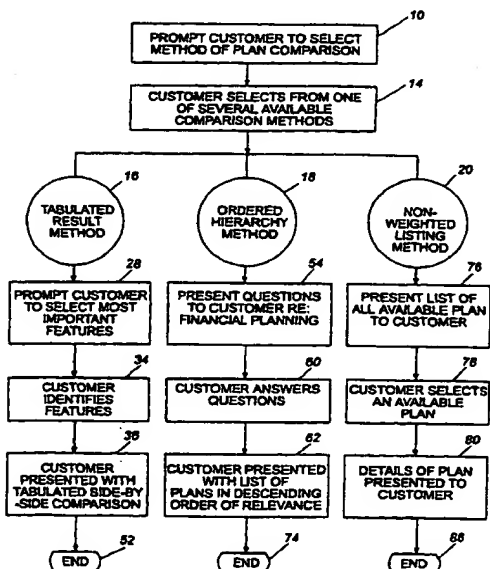 10
PROMPT CUSTOMER TO SELECT
METHOD OF PLAN COMPARISON
14
CUSTOMER SELECTS FROM ONE
OF SEVERAL AVAILABLE
COMPARISON METHODS
16
TABULATED
RESULT
METHOD
18
ORDERED
HIERARCHY
METHOD
20
NON-
WEIGHTED
LISTING
METHOD
28
PROMPT CUSTOMER
TO SELECT MOST
IMPORTANT
FEATURES
54
PRESENT QUESTIONS
TO CUSTOMER RE:
FINANCIAL PLANNING
76
PRESENT LIST OF
ALL AVAILABLE PLAN
TO CUSTOMER
34
CUSTOMER
IDENTIFIES
FEATURES
60
CUSTOMER ANSWERS
QUESTIONS
78
CUSTOMER SELECTS
AN AVAILABLE
PLAN
36
CUSTOMER
PRESENTED WITH
TABULATED SIDE-BY
-SIDE COMPARISON
62
CUSTOMER PRESENTED
WITH LIST OF
PLANS IN DESCENDING
ORDER OF RELEVANCE
80
DETAILS OF PLAN
PRESENTED TO
CUSTOMER
END
52
END
74
END